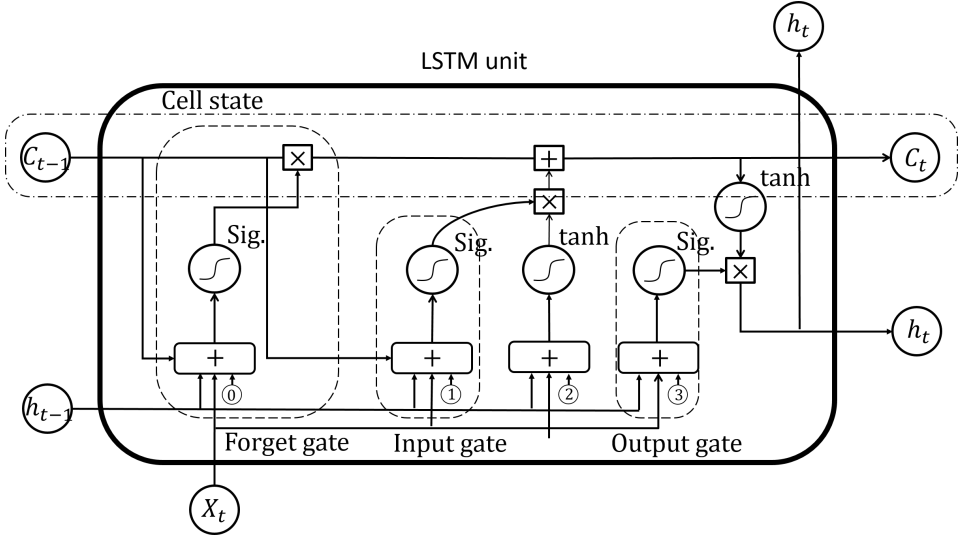 h_t
LSTM unit
Cell state
C_{t−1}
×
+
C_t
tanh
×
Sig.
Sig.
tanh
Sig.
×
h_t
+
+
+
+
0
1
2
3
h_{t−1}
Forget gate
Input gate
Output gate
X_t